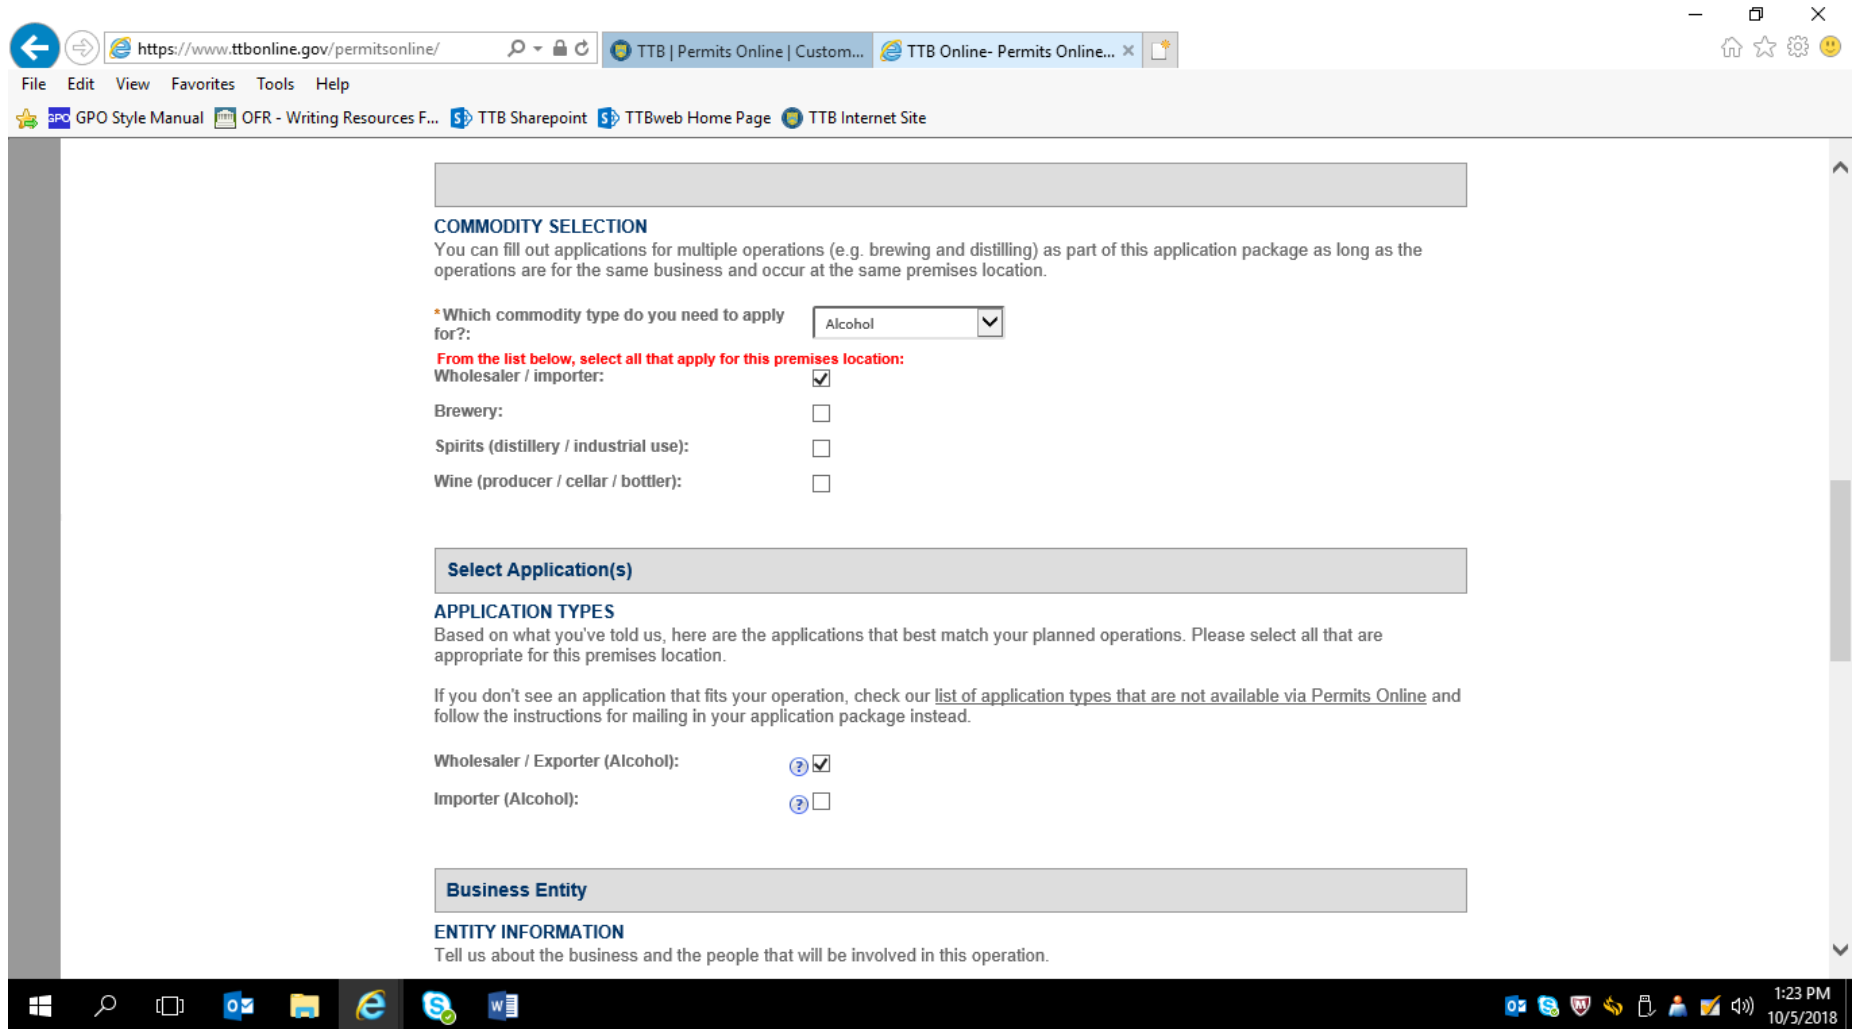 https://www.ttbonline.gov/permitsonline/
TTB | Permits Online | Custom...
TTB Online- Permits Online...
File Edit View Favorites Tools Help
GPO GPO Style Manual OFR - Writing Resources F... TTB Sharepoint TTBweb Home Page TTB Internet Site
COMMODITY SELECTION
You can fill out applications for multiple operations (e.g. brewing and distilling) as part of this application package as long as the
operations are for the same business and occur at the same premises location.
*Which commodity type do you need to apply
for?:
Alcohol
From the list below, select all that apply for this premises location:
Wholesaler / importer:
Brewery:
Spirits (distillery / industrial use):
Wine (producer / cellar / bottler):
Select Application(s)
APPLICATION TYPES
Based on what you've told us, here are the applications that best match your planned operations. Please select all that are
appropriate for this premises location.
If you don't see an application that fits your operation, check our list of application types that are not available via Permits Online and
follow the instructions for mailing in your application package instead.
Wholesaler / Exporter (Alcohol):
Importer (Alcohol):
Business Entity
ENTITY INFORMATION
Tell us about the business and the people that will be involved in this operation.
1:23 PM
10/5/2018